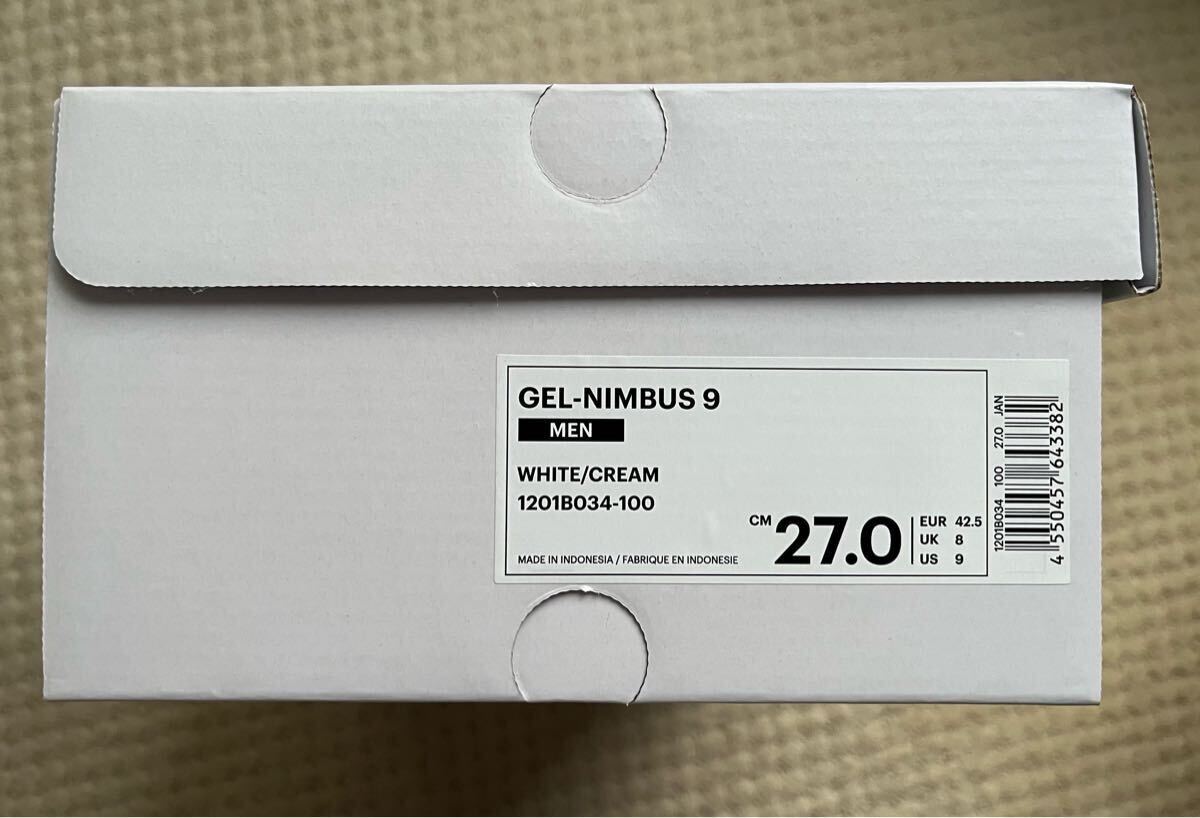 GEL-NIMBUS 9
MEN
WHITE/CREAM
1201B034-100
MADE IN INDONESIA / FABRIQUE EN INDONESIE
CM 27.0
EUR 42.5
UK 8
US 9
1201B034 100 27.0 JAN
4 550457 643382